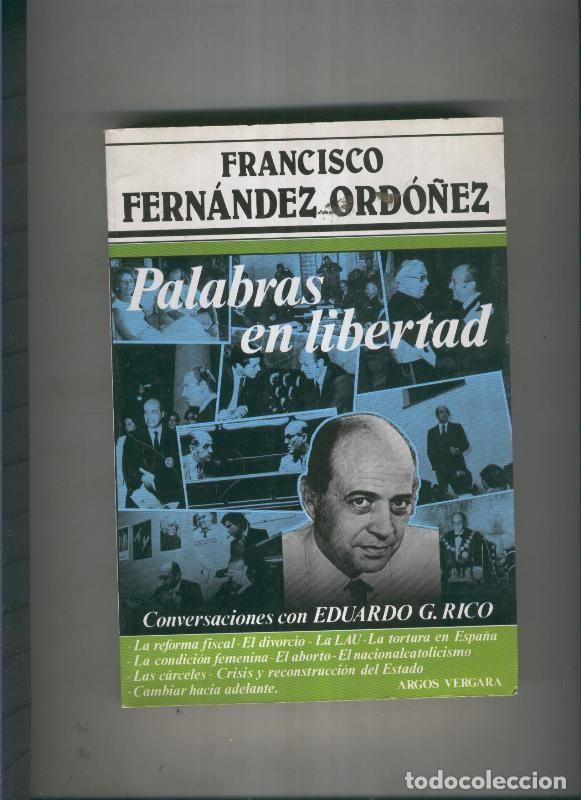 FRANCISCO
FERNÁNDEZ ORDÓÑEZ
Palabras
en libertad
Conversaciones con EDUARDO G. RICO
- La reforma fiscal - El divorcio - La LAU - La tortura en España
- La condición femenina - El aborto - El nacionalcatolicismo
- Las cárceles - Crisis y reconstrucción del Estado
- Cambiar hacia adelante.
ARGOS VERGARA
todocoleccion